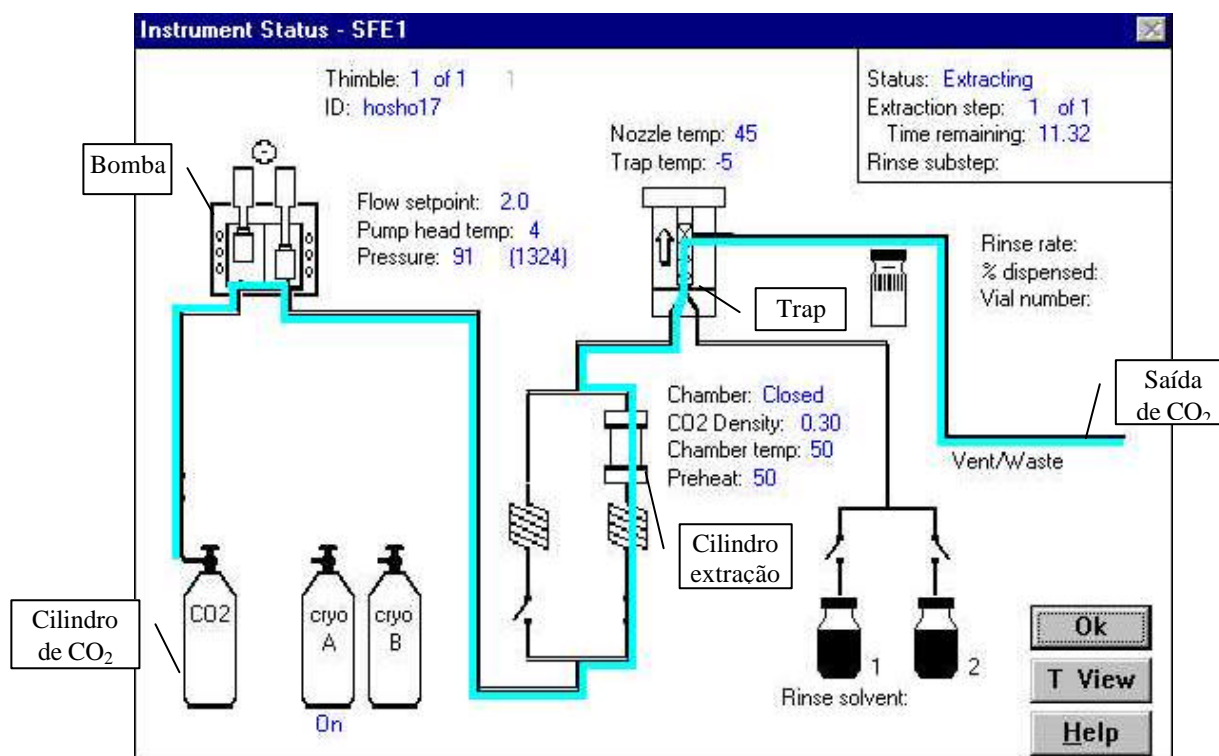 Instrument Status - SFE1
Thimble: 1 of 1 1
ID: hosho17
Status: Extracting
Extraction step: 1 of 1
Time remaining: 11.32
Rinse substep:
Nozzle temp: 45
Trap temp: -5
Bomba
Flow setpoint: 2.0
Pump head temp: 4
Pressure: 91 (1324)
Rinse rate:
% dispensed:
Vial number:
Trap
Saída
de CO₂
Chamber: Closed
CO2 Density: 0.30
Chamber temp: 50
Preheat: 50
Vent/Waste
Cilindro
extração
Cilindro
de CO₂
CO2
cryo
A
cryo
B
On
1
2
Rinse solvent:
Ok
T View
Help